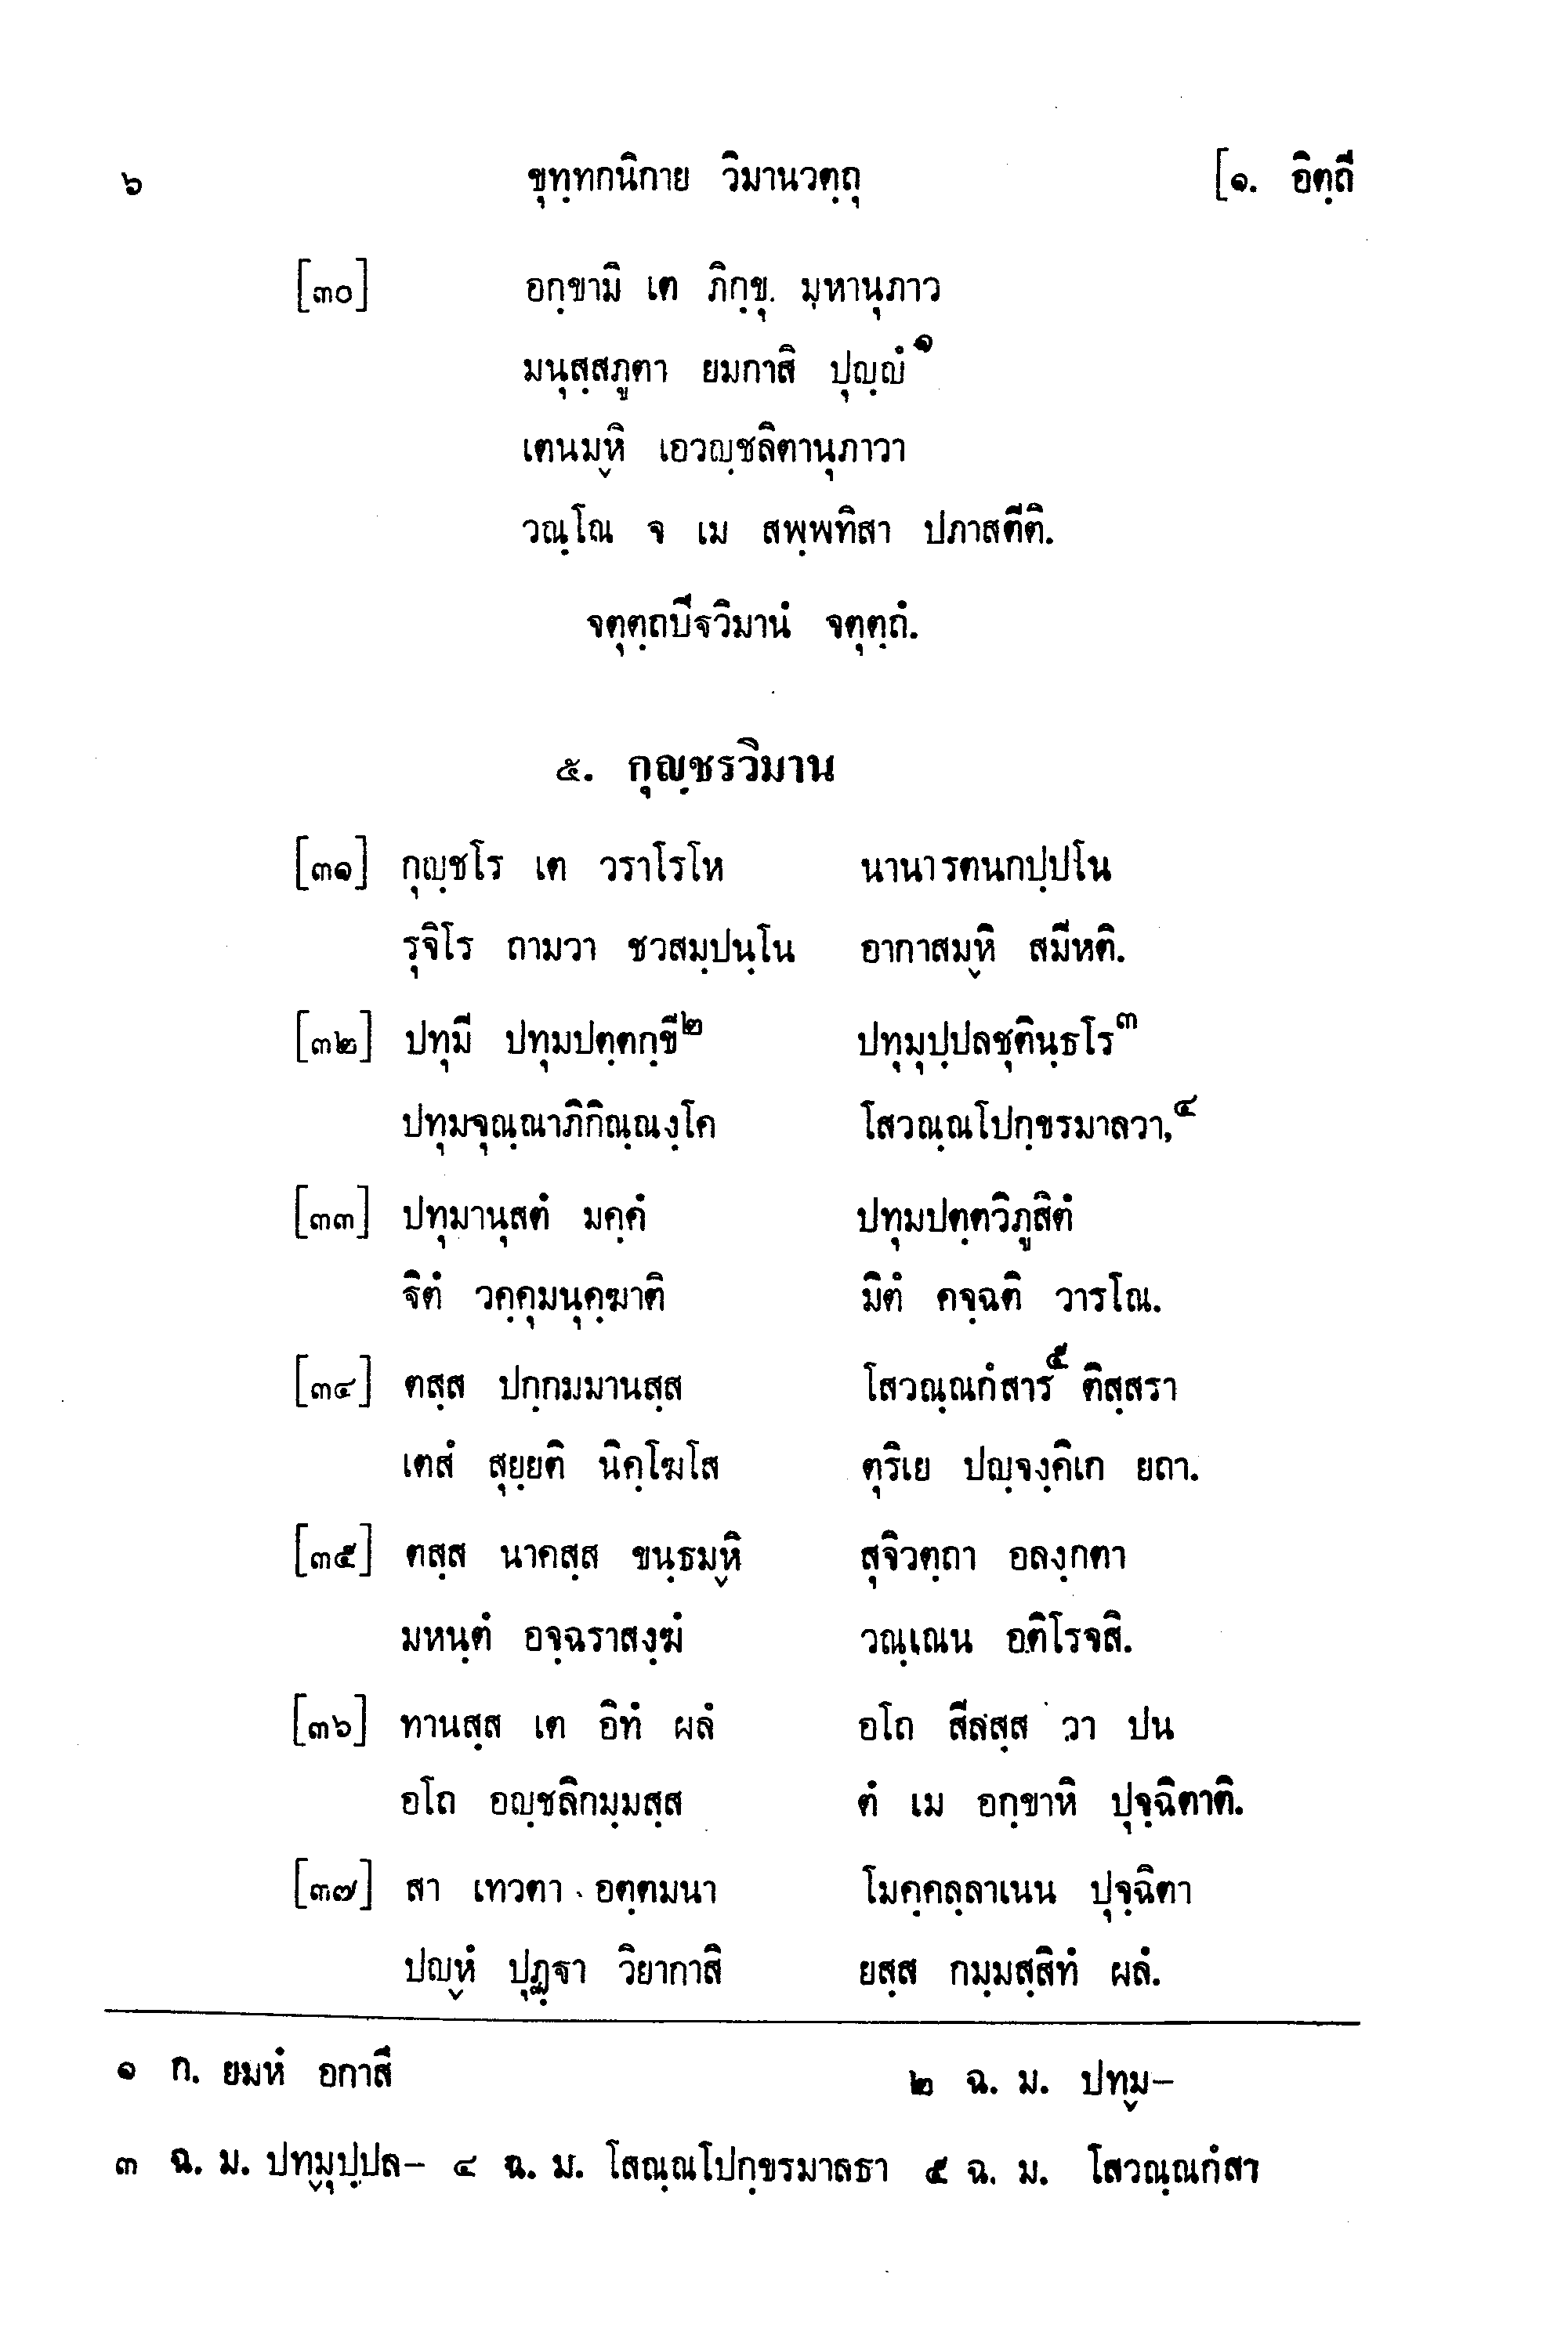 ๖ ขุทฺทกนิกาย วิมานวตฺถุ [๑. อิตฺถี
[๓๐] อกฺขามิ เต ภิกฺขุ มหานุภาว
มนุสฺสภูตา ยมกาสิ ปุญฺญํ๑
เตนมฺหิ เอวญฺชลิตานุภาวา
วณฺโณ จ เม สพฺพทิสา ปภาสตีติ.
จตุตฺถปีฐวิมานํ จตุตฺถํ.
๕. กุญฺชรวิมาน
[๓๑] กุญฺชโร เต วราโรโห นานารตนกปฺปโน
รุจิโร ถามวา ชวสมฺปนฺโน อากาสมฺหิ สมีหติ.
[๓๒] ปทุมี ปทุมปตฺตกฺขี๒ ปทุมุปฺปลชุตินฺธโร๓
ปทุมจุณฺณาภิกิณฺณงฺโค โสวณฺณโปกฺขรมาลวา,๔
[๓๓] ปทุมานุสตํ มคฺคํ ปทุมปตฺตวิภูสิตํ
ฐิตํ วคฺคุมนุคฺฆาติ มิตํ คจฺฉติ วารโณ.
[๓๔] ตสฺส ปกฺกมมานสฺส โสวณฺณกํสาร๕ ติสฺสรา
เตสํ สุยฺยติ นิคฺโฆโส ตุริเย ปญฺจงฺคิเก ยถา.
[๓๕] ตสฺส นาคสฺส ขนฺธมฺหิ สุจิวตฺถา อลงฺกตา
มหนฺตํ อจฺฉราสงฺฆํ วณฺเณน อติโรจสิ.
[๓๖] ทานสฺส เต อิทํ ผลํ อโถ สีลสฺส วา ปน
อโถ อญฺชลิกมฺมสฺส ตํ เม อกฺขาหิ ปุจฺฉิตาติ.
[๓๗] สา เทวตา อตฺตมนา โมคฺคลฺลาเนน ปุจฺฉิตา
ปญฺหํ ปุฏฺฐา วิยากาสิ ยสฺส กมฺมสฺสิทํ ผลํ.
๑ ก. ยมหํ อกาสึ ๒ ฉ. ม. ปทุมฺ-
๓ ฉ. ม. ปทุมฺุปฺปล- ๔ ฉ. ม. โสณฺณโปกฺขรมาลธา ๕ ฉ. ม. โสวณฺณกํสา